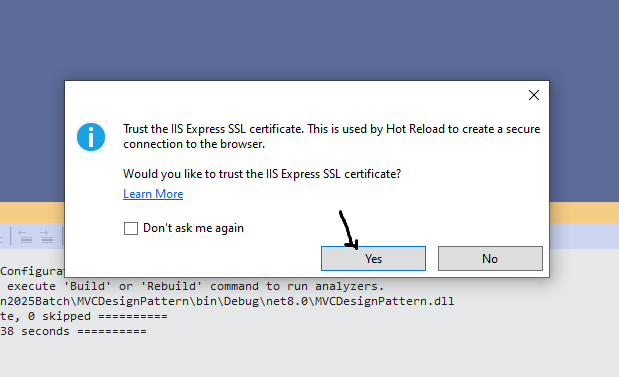 Trust the IIS Express SSL certificate. This is used by Hot Reload to create a secure
connection to the browser.
Would you like to trust the IIS Express SSL certificate?
Learn More
Don't ask me again
Yes
No
execute 'Build' or 'Rebuild' command to run analyzers.
n2025Batch\MVCDesignPattern\bin\Debug\net8.0\MVCDesignPattern.dll
te, 0 skipped ==========
38 seconds ==========